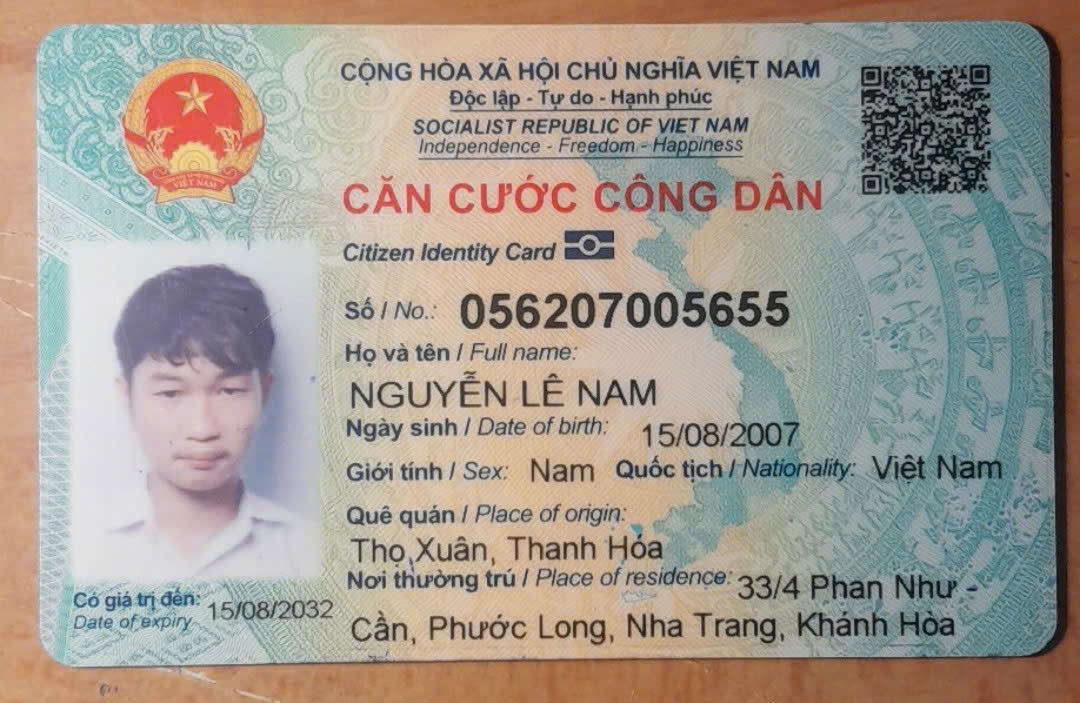 CỘNG HÒA XÃ HỘI CHỦ NGHĨA VIỆT NAM
Độc lập - Tự do - Hạnh phúc
SOCIALIST REPUBLIC OF VIET NAM
Independence - Freedom - Happiness
VIỆT NAM
CĂN CƯỚC CÔNG DÂN
Citizen Identity Card
Số / No.: 056207005655
Họ và tên / Full name:
NGUYỄN LÊ NAM
Ngày sinh / Date of birth: 15/08/2007
Giới tính / Sex: Nam Quốc tịch / Nationality: Việt Nam
Quê quán / Place of origin:
Thọ Xuân, Thanh Hóa
Nơi thường trú / Place of residence: 33/4 Phan Như -
Cần, Phước Long, Nha Trang, Khánh Hòa
Có giá trị đến: 15/08/2032
Date of expiry